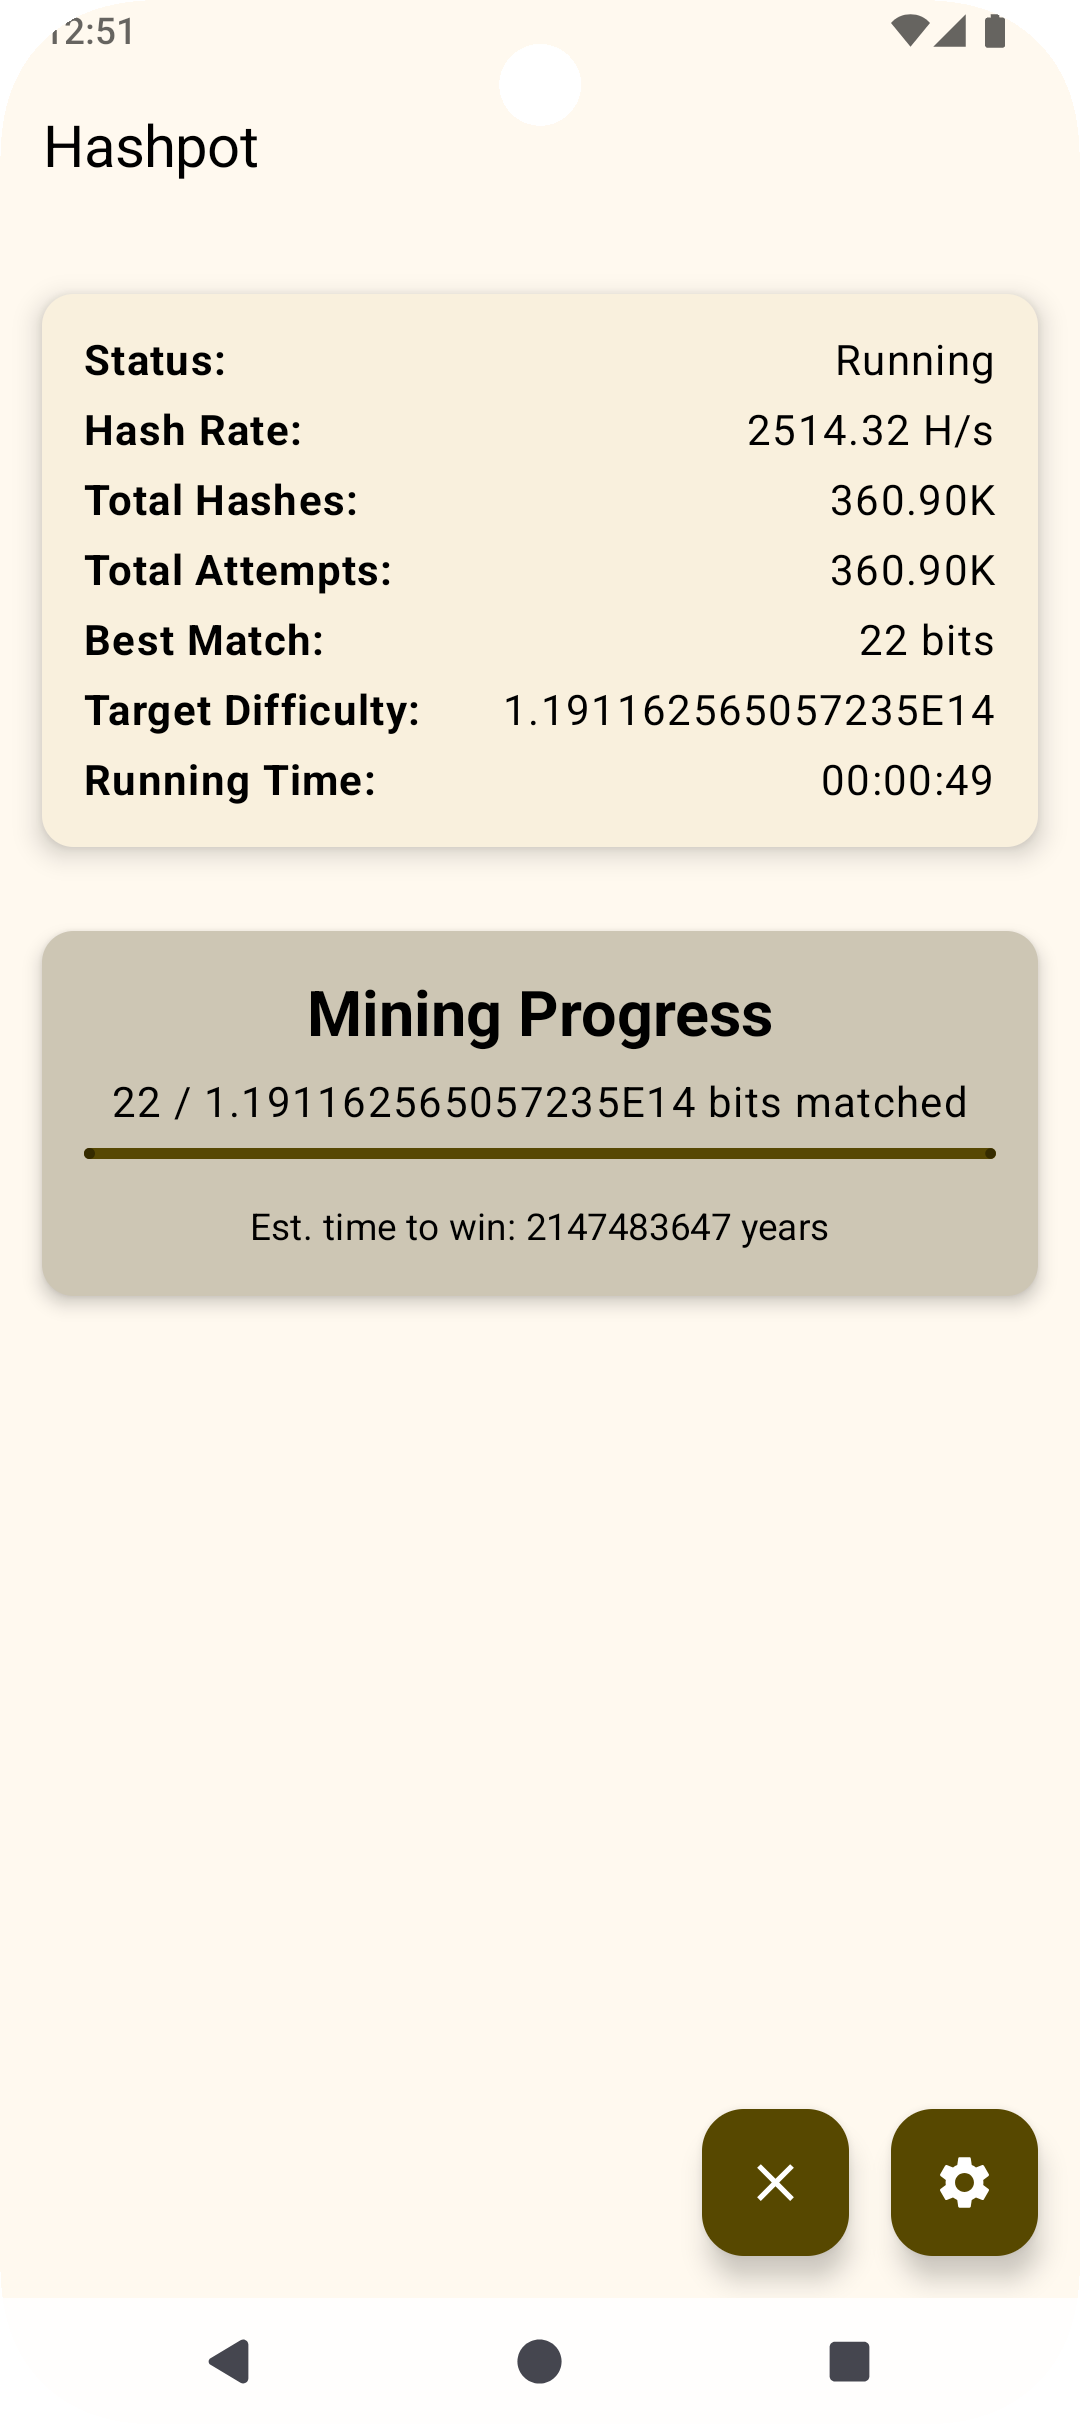 12:51
Hashpot
Status: Running
Hash Rate: 2514.32 H/s
Total Hashes: 360.90K
Total Attempts: 360.90K
Best Match: 22 bits
Target Difficulty: 1.191162565057235E14
Running Time: 00:00:49
Mining Progress
22 / 1.191162565057235E14 bits matched
Est. time to win: 2147483647 years